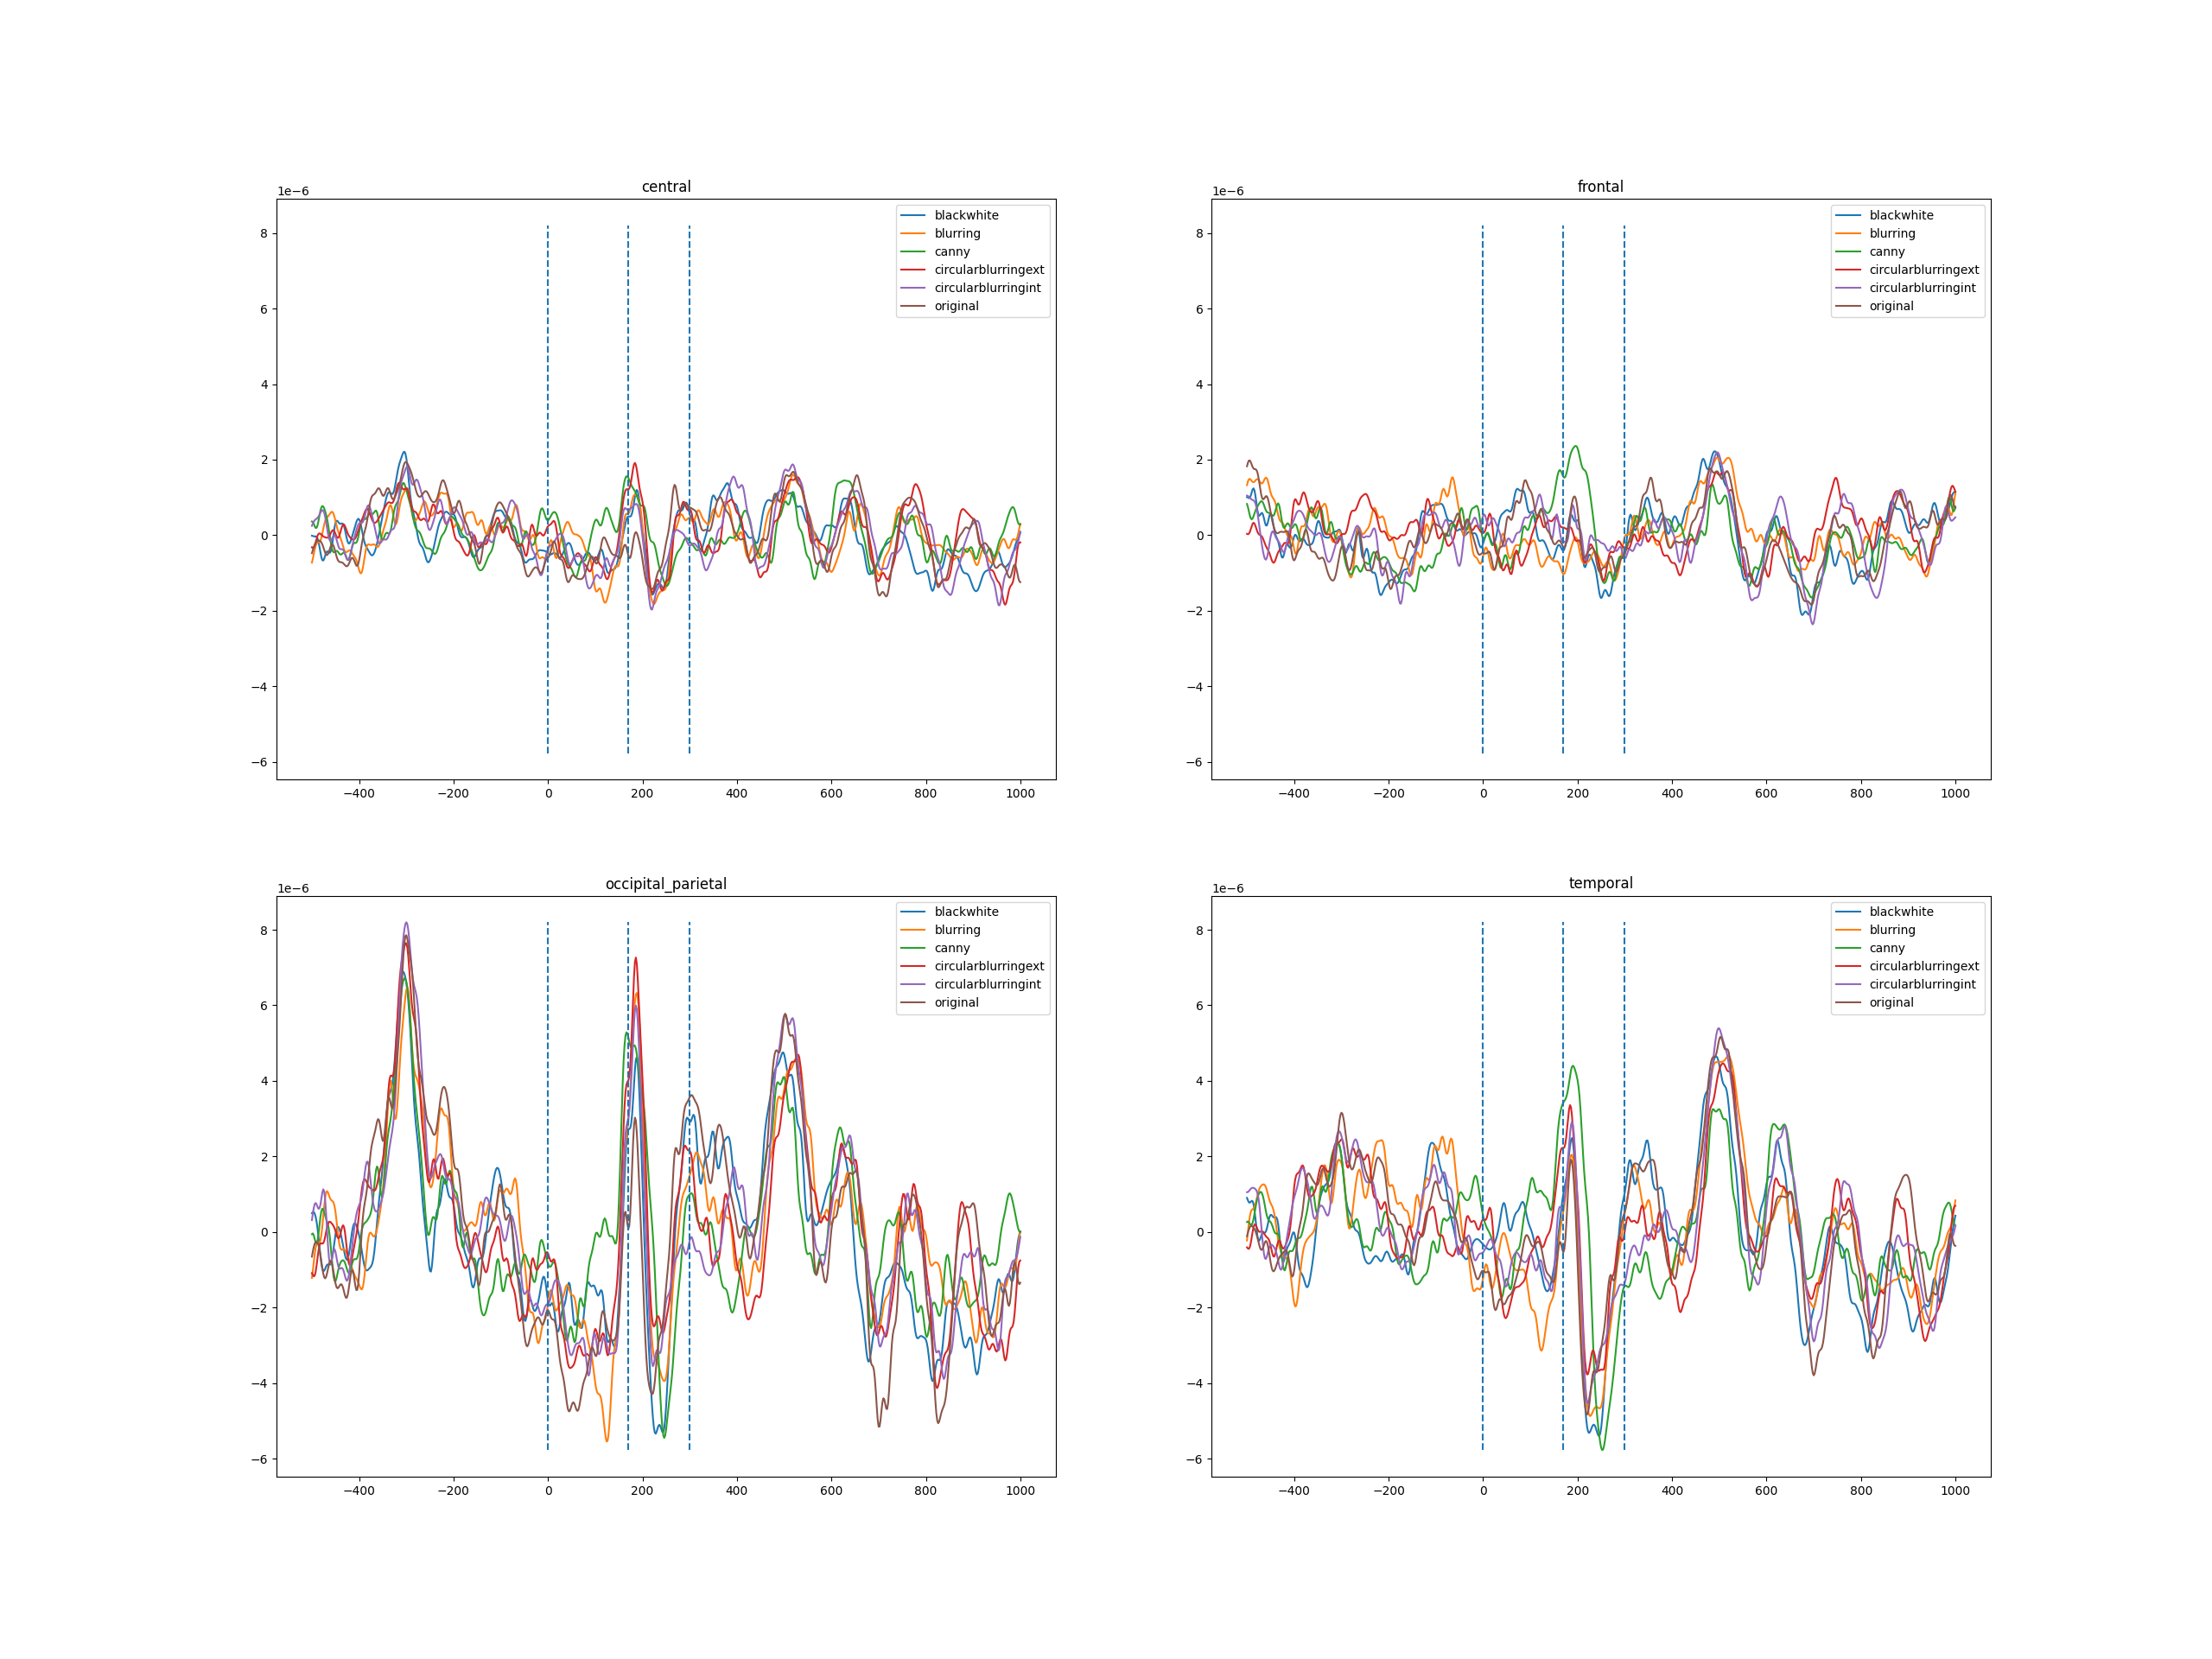 central
1e−6
8
6
4
2
0
−2
−4
−6
−400 −200 0 200 400 600 800 1000
blackwhite
blurring
canny
circularblurringext
circularblurringint
original
frontal
1e−6
8
6
4
2
0
−2
−4
−6
−400 −200 0 200 400 600 800 1000
blackwhite
blurring
canny
circularblurringext
circularblurringint
original
occipital_parietal
1e−6
8
6
4
2
0
−2
−4
−6
−400 −200 0 200 400 600 800 1000
blackwhite
blurring
canny
circularblurringext
circularblurringint
original
temporal
1e−6
8
6
4
2
0
−2
−4
−6
−400 −200 0 200 400 600 800 1000
blackwhite
blurring
canny
circularblurringext
circularblurringint
original